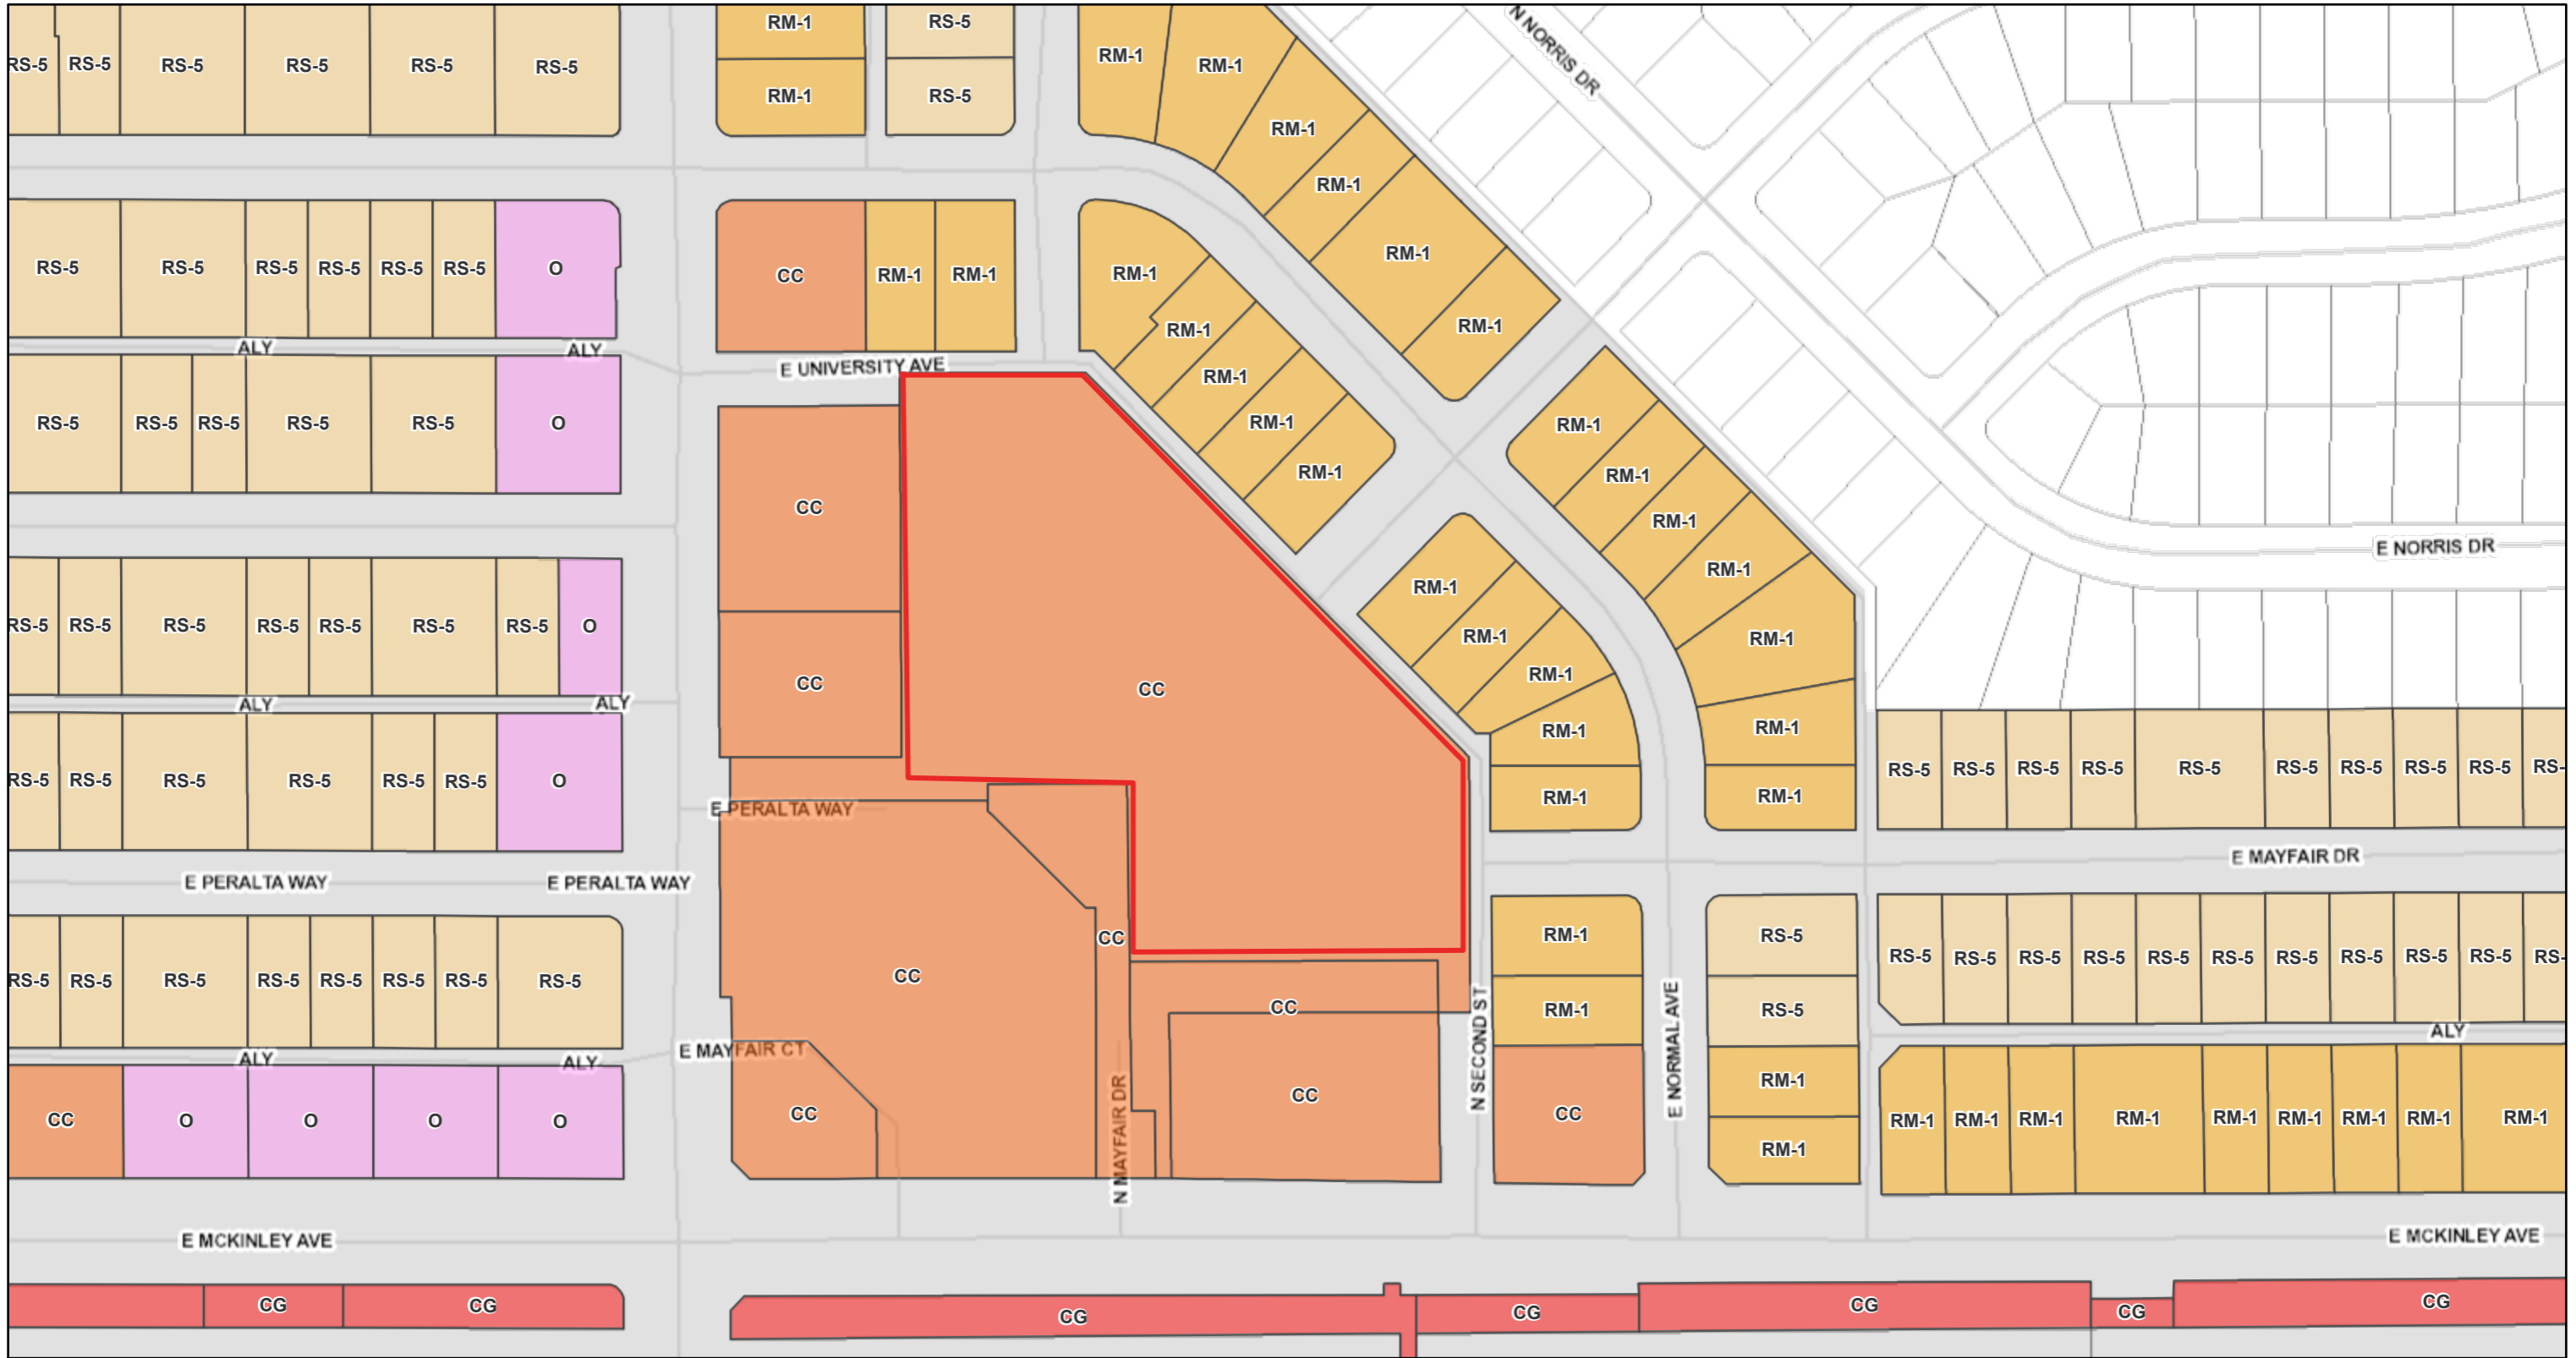 RM-1
RS-5
N NORRIS DR
RS-5
RS-5
RS-5
RS-5
RS-5
RS-5
RM-1
RM-1
RM-1
RS-5
RM-1
RM-1
RS-5
RS-5
RS-5
RS-5
RS-5
RS-5
O
CC
RM-1
RM-1
RM-1
RM-1
RM-1
RM-1
ALY
ALY
E UNIVERSITY AVE
RM-1
RM-1
RS-5
RS-5
RS-5
RS-5
RS-5
O
RM-1
RM-1
RM-1
CC
RM-1
RM-1
E NORRIS DR
RS-5
RS-5
RS-5
RS-5
RS-5
RS-5
RS-5
O
RM-1
RM-1
RM-1
RM-1
CC
CC
RM-1
ALY
ALY
RM-1
RM-1
RS-5
RS-5
RS-5
RS-5
RS-5
RS-5
O
RM-1
RM-1
RS-5
RS-5
RS-5
RS-5
RS-5
RS-5
RS-5
RS-5
RS-5
RS-
E PERALTA WAY
E MAYFAIR DR
E PERALTA WAY
E PERALTA WAY
RS-5
RS-5
RS-5
RS-5
RS-5
RS-5
RS-5
RS-5
CC
CC
RM-1
RS-5
RS-5
RS-5
RS-5
RS-5
RS-5
RS-5
RS-5
RS-5
RS-5
RS-5
RS-
CC
RM-1
RS-5
ALY
ALY
ALY
E MAYFAIR CT
N SECOND ST
E NORMAL AVE
RM-1
CC
O
O
O
O
CC
N MAYFAIR DR
CC
CC
RM-1
RM-1
RM-1
RM-1
RM-1
RM-1
RM-1
RM-1
RM-1
RM-1
E MCKINLEY AVE
E MCKINLEY AVE
CG
CG
CG
CG
CG
CG
CG